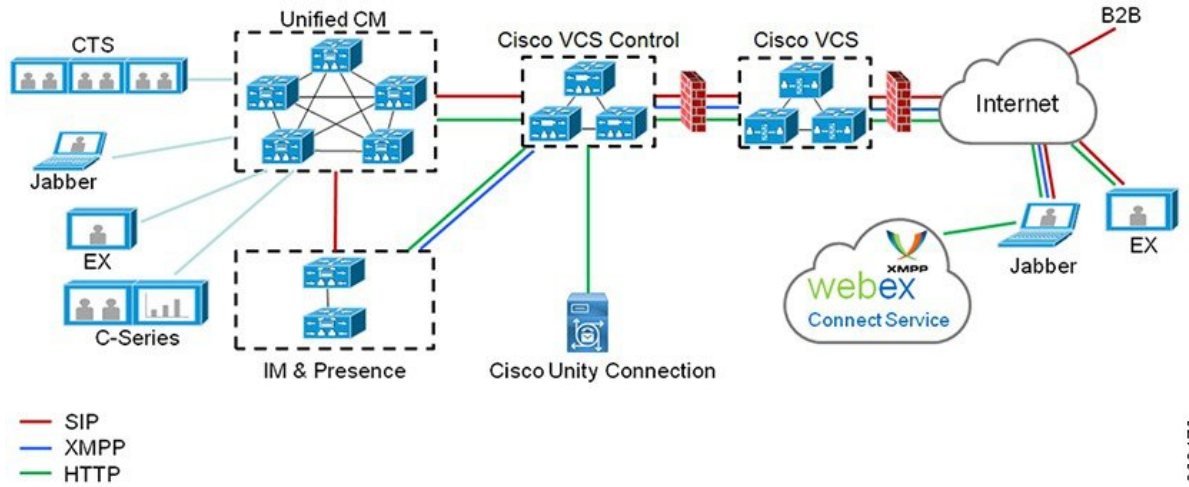 Unified CM
B2B
CTS
Cisco VCS Control
Cisco VCS
Internet
Jabber
EX
C-Series
IM & Presence
Cisco Unity Connection
XMPP
webex
Connect Service
Jabber
EX
SIP
XMPP
HTTP